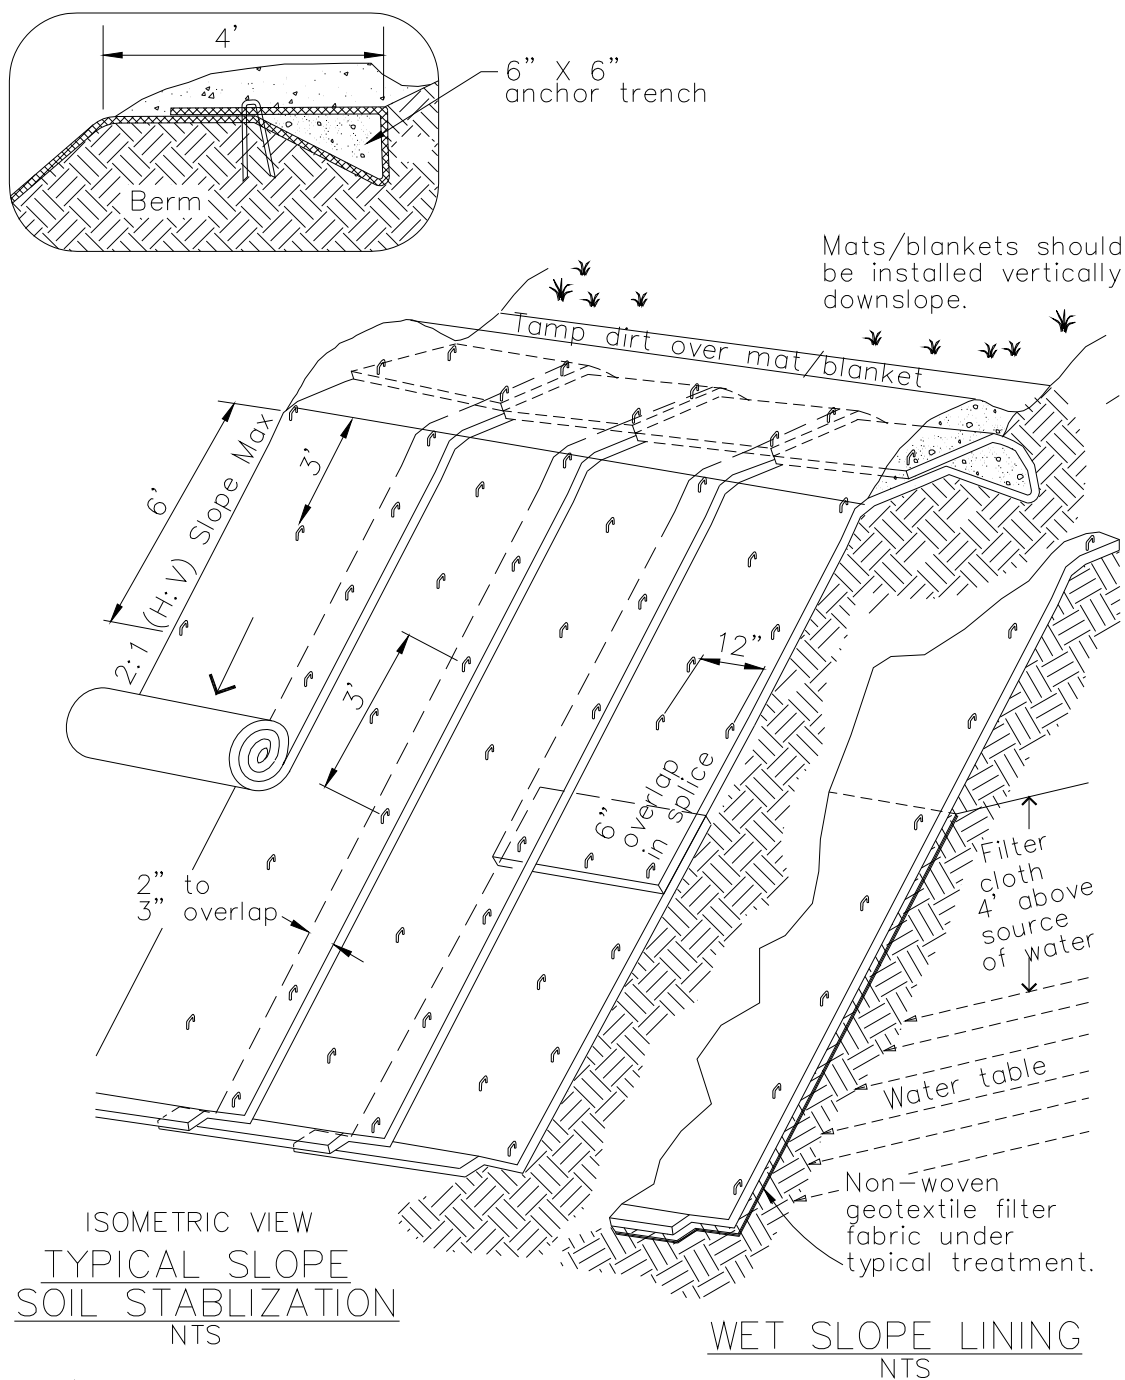 4'
6" X 6"
anchor trench
Berm
Mats/blankets should
be installed vertically
downslope.
Tamp dirt over mat/blanket
6'
3'
2:1 (H:V) Slope Max
12"
3'
6"
overlap
in splice
2" to
3" overlap
Filter
cloth
4' above
source
of water
Water table
Non-woven
geotextile filter
fabric under
typical treatment.
ISOMETRIC VIEW
TYPICAL SLOPE
SOIL STABLIZATION
NTS
WET SLOPE LINING
NTS